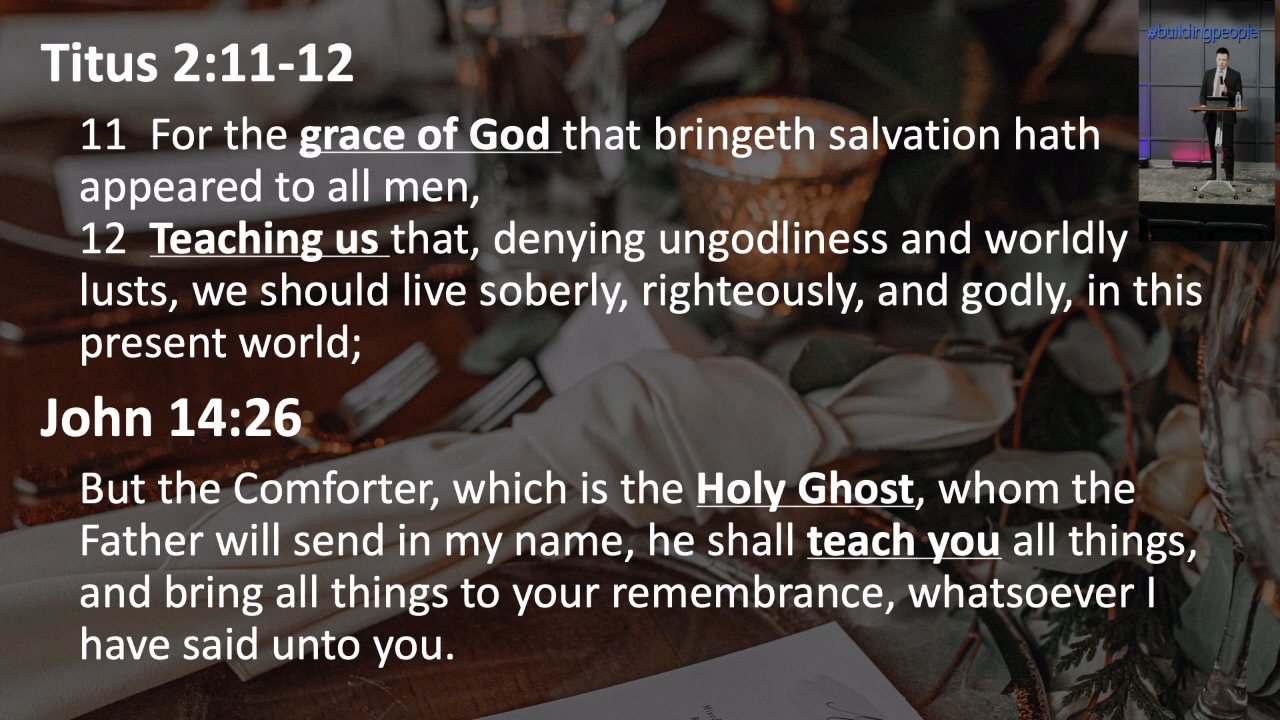 Titus 2:11-12
#buildingpeople
11 For the grace of God that bringeth salvation hath
appeared to all men,
12 Teaching us that, denying ungodliness and worldly
lusts, we should live soberly, righteously, and godly, in this
present world;
John 14:26
But the Comforter, which is the Holy Ghost, whom the
Father will send in my name, he shall teach you all things,
and bring all things to your remembrance, whatsoever I
have said unto you.